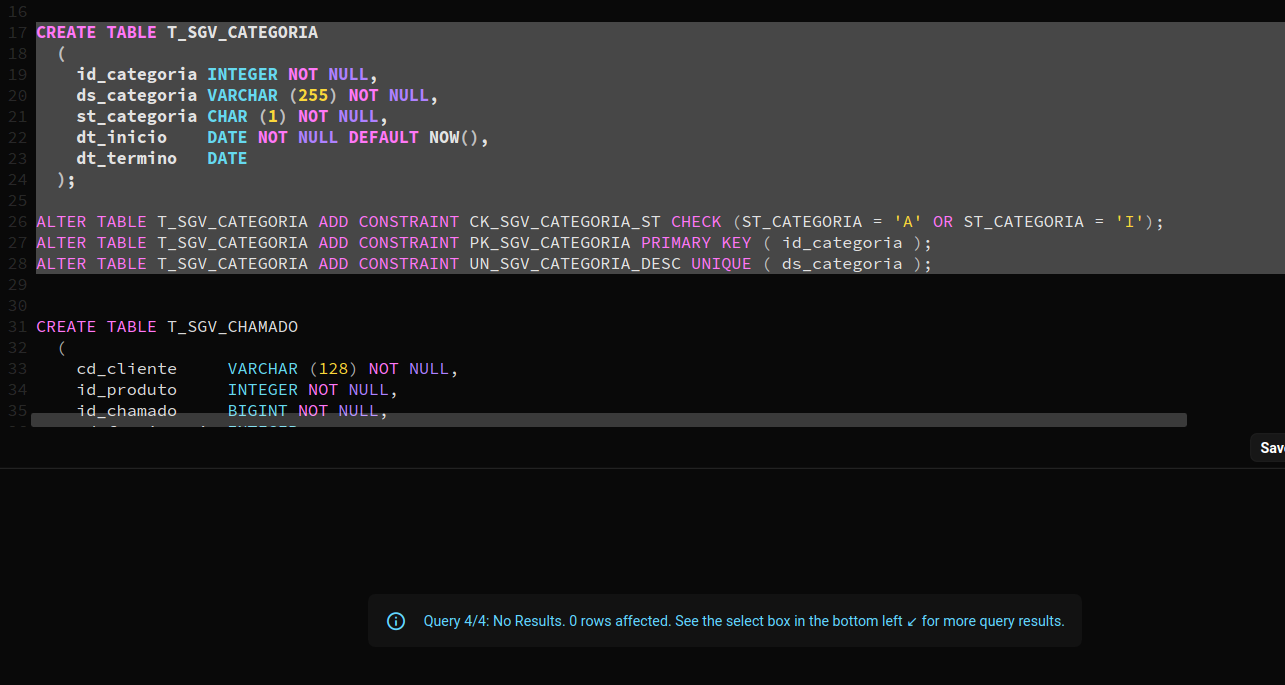 16
17 CREATE TABLE T_SGV_CATEGORIA
18 (
19 id_categoria INTEGER NOT NULL,
20 ds_categoria VARCHAR (255) NOT NULL,
21 st_categoria CHAR (1) NOT NULL,
22 dt_inicio DATE NOT NULL DEFAULT NOW(),
23 dt_termino DATE
24 );
25
26 ALTER TABLE T_SGV_CATEGORIA ADD CONSTRAINT CK_SGV_CATEGORIA_ST CHECK (ST_CATEGORIA = 'A' OR ST_CATEGORIA = 'I');
27 ALTER TABLE T_SGV_CATEGORIA ADD CONSTRAINT PK_SGV_CATEGORIA PRIMARY KEY ( id_categoria );
28 ALTER TABLE T_SGV_CATEGORIA ADD CONSTRAINT UN_SGV_CATEGORIA_DESC UNIQUE ( ds_categoria );
29
30
31 CREATE TABLE T_SGV_CHAMADO
32 (
33 cd_cliente VARCHAR (128) NOT NULL,
34 id_produto INTEGER NOT NULL,
35 id_chamado BIGINT NOT NULL,
Query 4/4: No Results. 0 rows affected. See the select box in the bottom left ↙ for more query results.